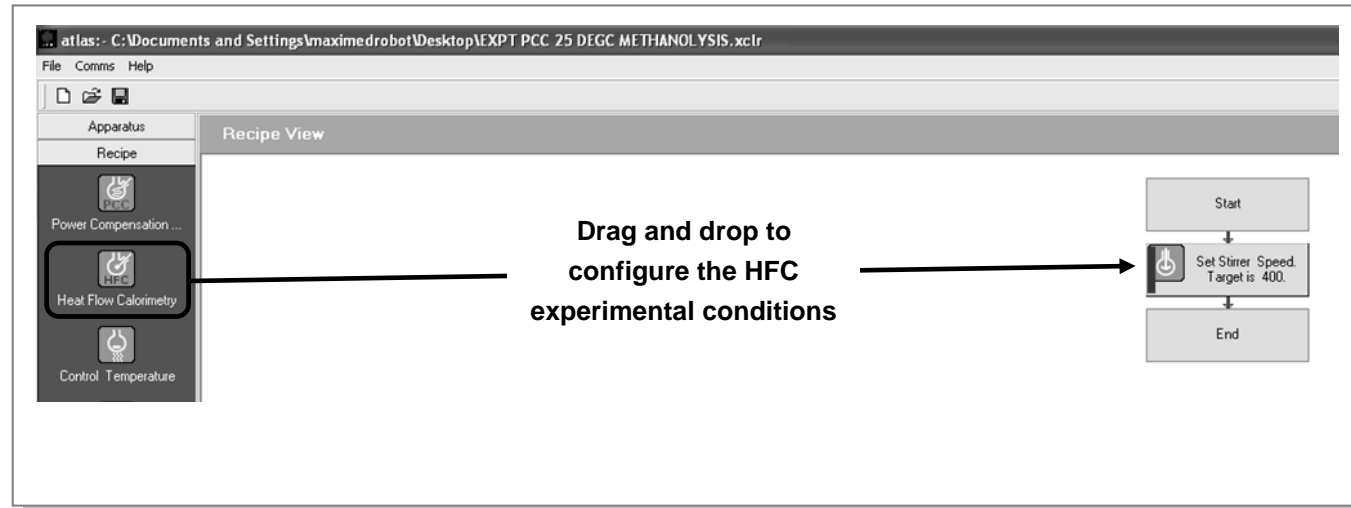 atlas:- C:\Documents and Settings\maximedrobot\Desktop\EXPT PCC 25 DEGC METHANOLYSIS.xclr
File Comms Help
Apparatus
Recipe
Recipe View
PCC
Power Compensation ...
HFC
Heat Flow Calorimetry
Control Temperature
Drag and drop to
configure the HFC
experimental conditions
Start
Set Stirrer Speed.
Target is 400.
End